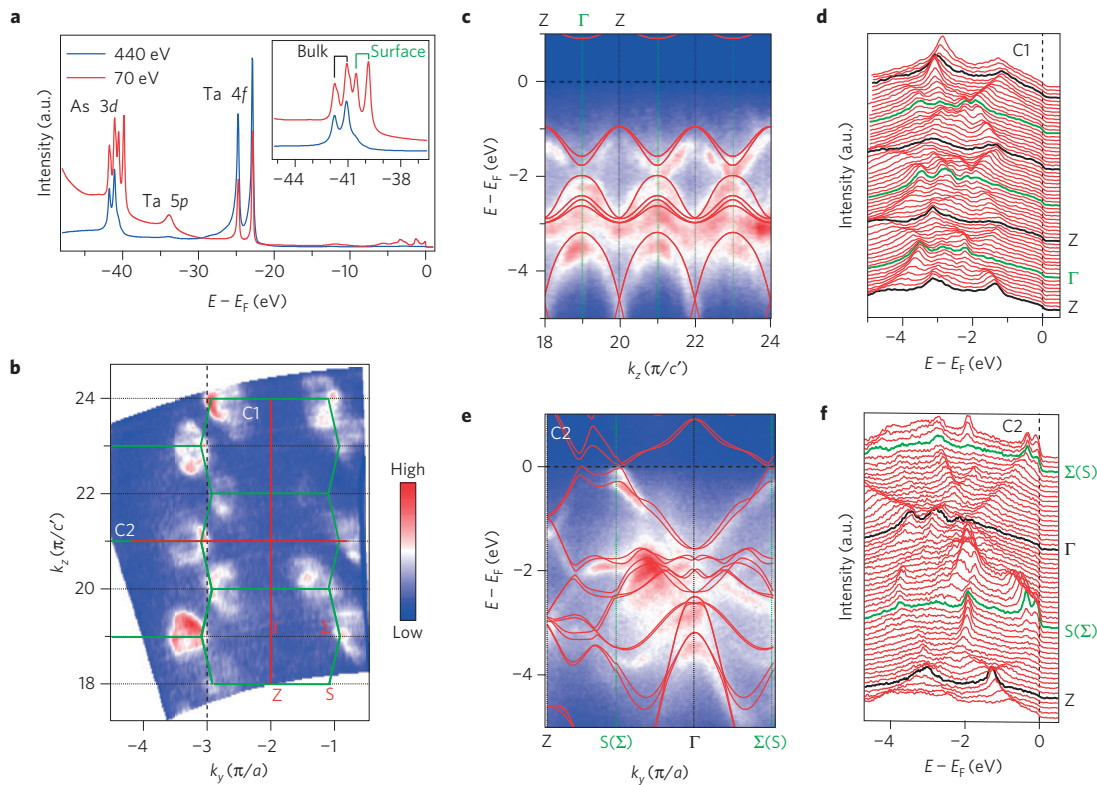 a
Intensity (a.u.)
440 eV
70 eV
As 3d
Ta 5p
Ta 4f
Bulk
Surface
−44 −41 −38
−40 −30 −20 −10 0
E − EF (eV)
b
kz (π/c′)
24
22
20
18
C1
C2
Γ
Σ
Z
S
−4 −3 −2 −1
ky (π/a)
High
Low
c
Z Γ Z
E − EF (eV)
0
−2
−4
18 20 22 24
kz (π/c′)
d
C1
Intensity (a.u.)
Z
Γ
Z
−4 −2 0
E − EF (eV)
e
C2
E − EF (eV)
0
−2
−4
Z S(Σ) Γ Σ(S)
ky (π/a)
f
C2
Intensity (a.u.)
Σ(S)
Γ
S(Σ)
Z
−4 −2 0
E − EF (eV)